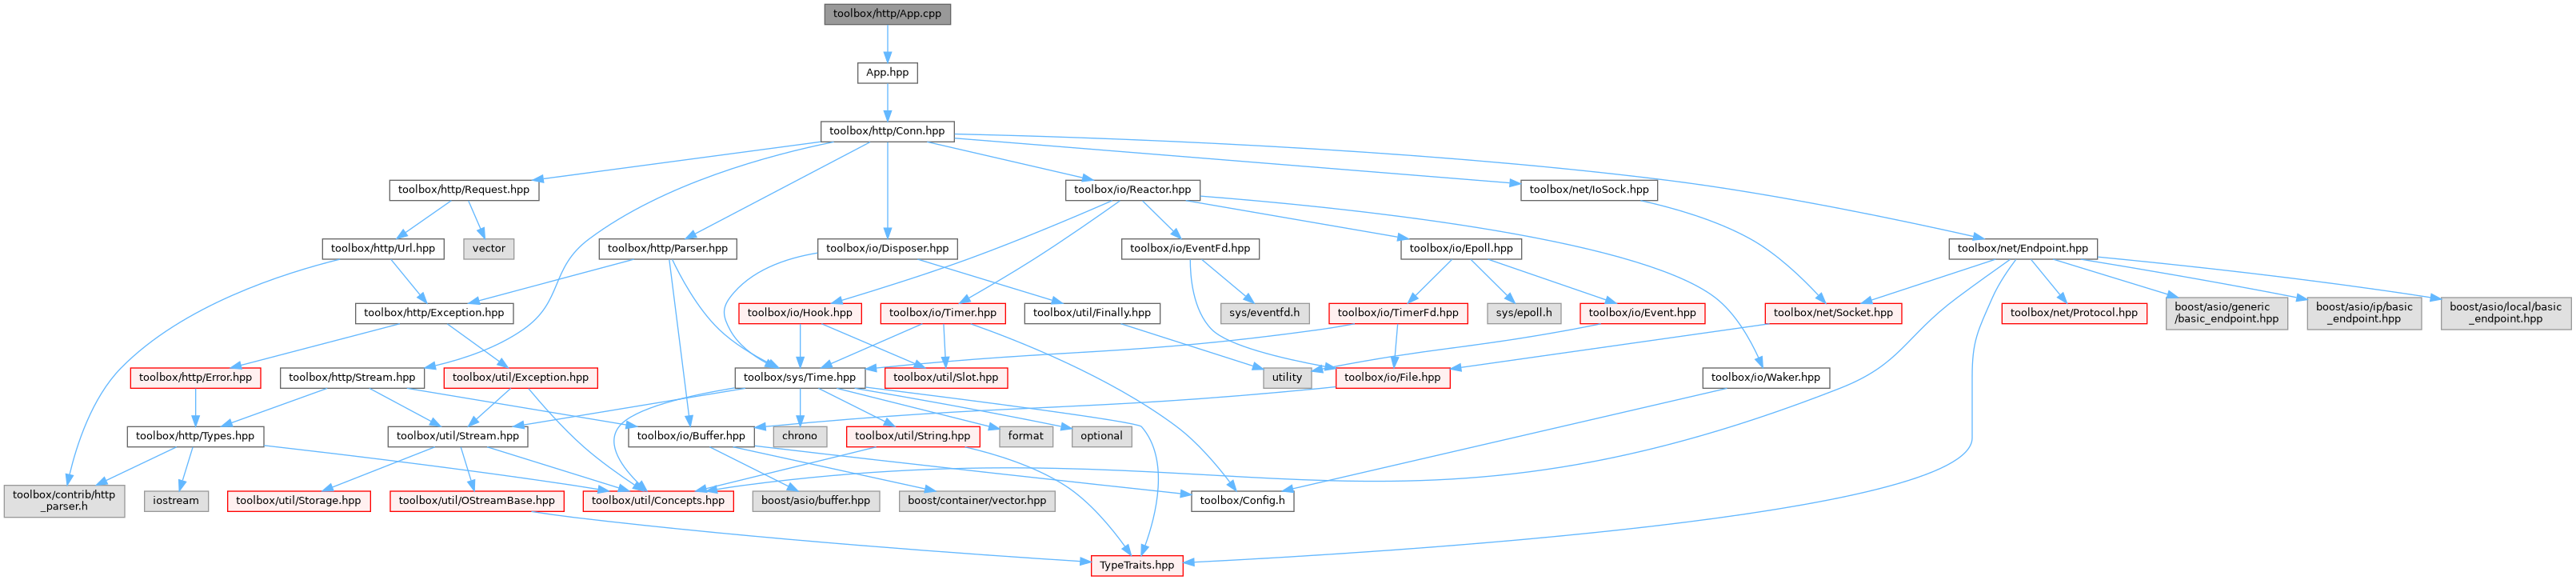 toolbox/http/App.cpp
App.hpp
toolbox/http/Conn.hpp
toolbox/http/Request.hpp
toolbox/io/Reactor.hpp
toolbox/net/IoSock.hpp
toolbox/http/Url.hpp
vector
toolbox/http/Parser.hpp
toolbox/io/Disposer.hpp
toolbox/io/EventFd.hpp
toolbox/io/Epoll.hpp
toolbox/net/Endpoint.hpp
toolbox/http/Exception.hpp
toolbox/io/Hook.hpp
toolbox/io/Timer.hpp
toolbox/util/Finally.hpp
sys/eventfd.h
toolbox/io/TimerFd.hpp
sys/epoll.h
toolbox/io/Event.hpp
toolbox/net/Socket.hpp
toolbox/net/Protocol.hpp
boost/asio/generic
/basic_endpoint.hpp
boost/asio/ip/basic
_endpoint.hpp
boost/asio/local/basic
_endpoint.hpp
toolbox/http/Error.hpp
toolbox/http/Stream.hpp
toolbox/util/Exception.hpp
toolbox/sys/Time.hpp
toolbox/util/Slot.hpp
utility
toolbox/io/File.hpp
toolbox/io/Waker.hpp
toolbox/http/Types.hpp
toolbox/util/Stream.hpp
toolbox/io/Buffer.hpp
chrono
toolbox/util/String.hpp
format
optional
toolbox/contrib/http
_parser.h
iostream
toolbox/util/Storage.hpp
toolbox/util/OStreamBase.hpp
toolbox/util/Concepts.hpp
boost/asio/buffer.hpp
boost/container/vector.hpp
toolbox/Config.h
TypeTraits.hpp